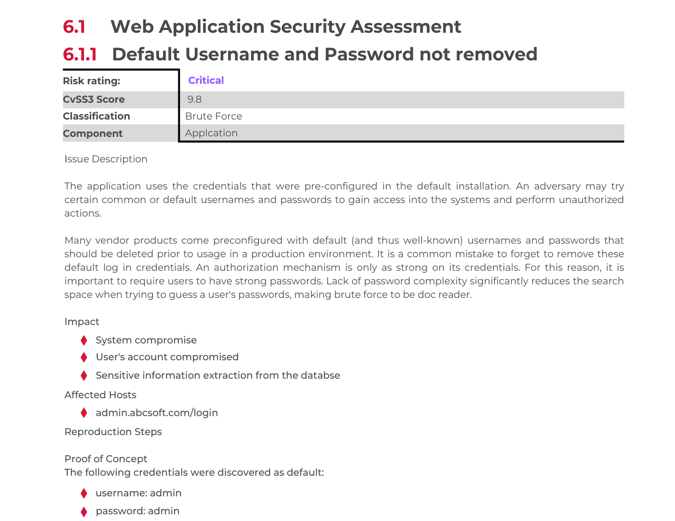 6.1 Web Application Security Assessment
6.1.1 Default Username and Password not removed
Risk rating: Critical
CvSS3 Score 9.8
Classification Brute Force
Component Applcation
Issue Description
The application uses the credentials that were pre-configured in the default installation. An adversary may try
certain common or default usernames and passwords to gain access into the systems and perform unauthorized
actions.
Many vendor products come preconfigured with default (and thus well-known) usernames and passwords that
should be deleted prior to usage in a production environment. It is a common mistake to forget to remove these
default log in credentials. An authorization mechanism is only as strong on its credentials. For this reason, it is
important to require users to have strong passwords. Lack of password complexity significantly reduces the search
space when trying to guess a user's passwords, making brute force to be doc reader.
Impact
System compromise
User's account compromised
Sensitive information extraction from the databse
Affected Hosts
admin.abcsoft.com/login
Reproduction Steps
Proof of Concept
The following credentials were discovered as default:
username: admin
password: admin